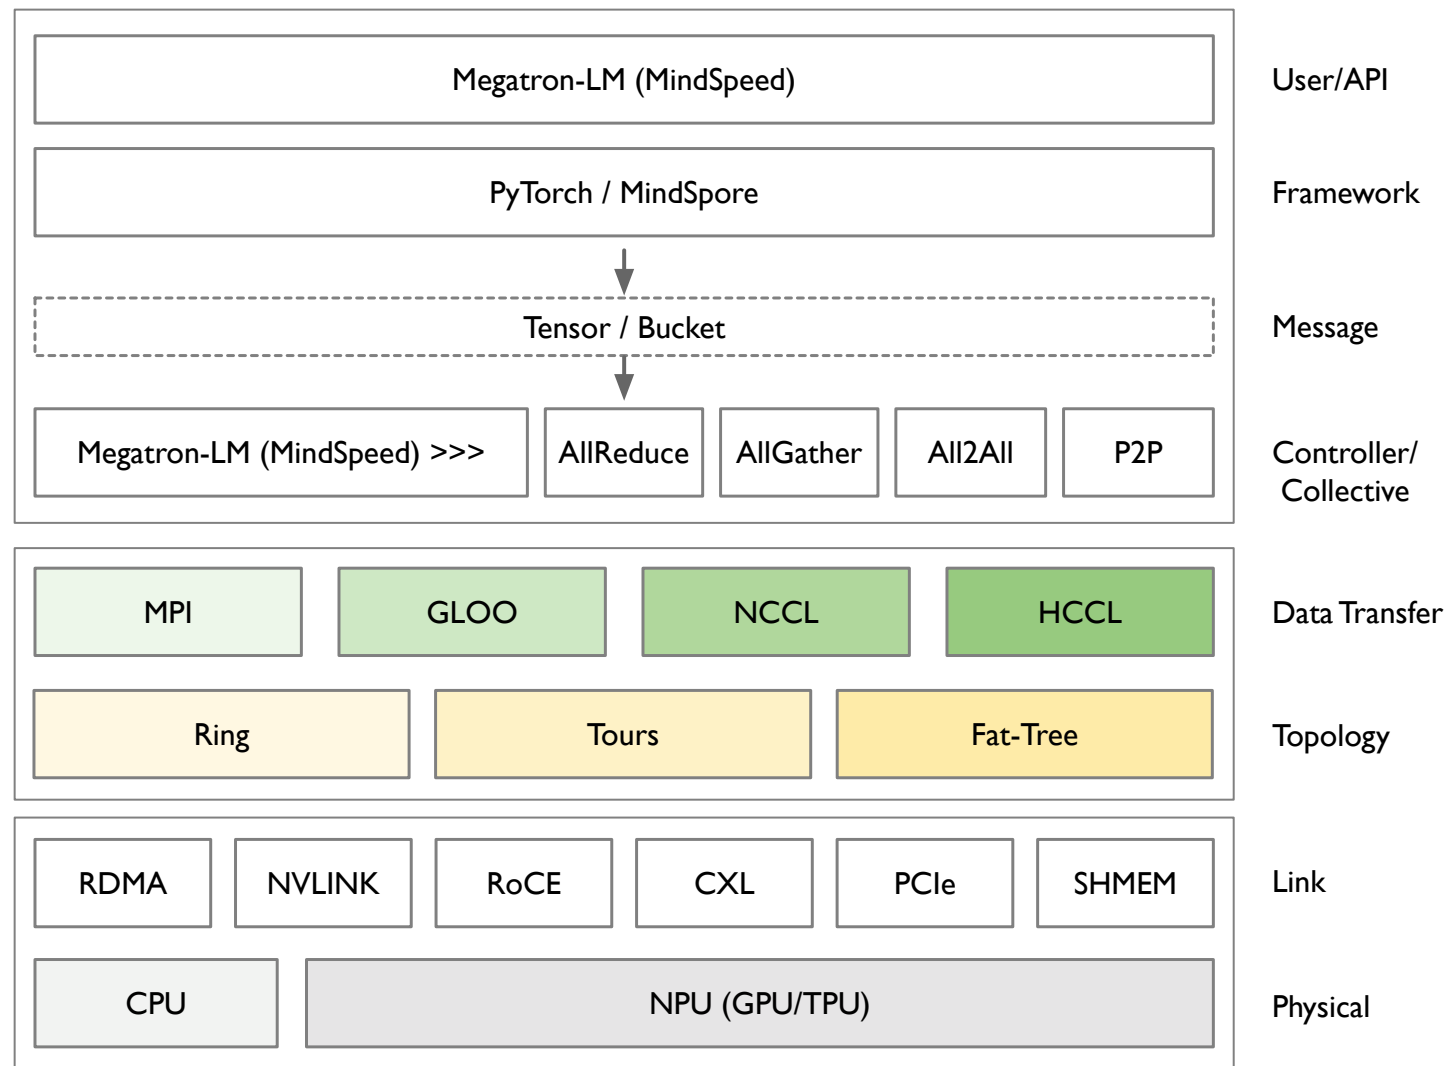 Megatron-LM (MindSpeed)
User/API
PyTorch / MindSpore
Framework
Tensor / Bucket
Message
Megatron-LM (MindSpeed) >>>
AllReduce
AllGather
All2All
P2P
Controller/
Collective
MPI
GLOO
NCCL
HCCL
Data Transfer
Ring
Tours
Fat-Tree
Topology
RDMA
NVLINK
RoCE
CXL
PCIe
SHMEM
Link
CPU
NPU (GPU/TPU)
Physical